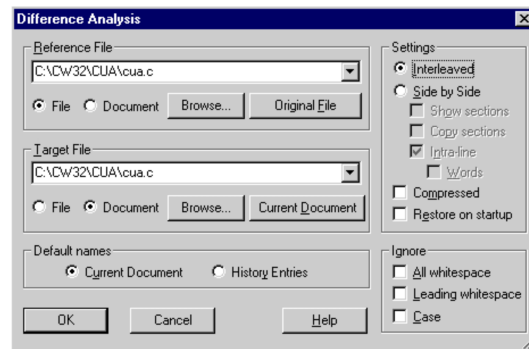 Difference Analysis
Reference File
C:\CW32\CUA\cua.c
File Document Browse... Original File
Target File
C:\CW32\CUA\cua.c
File Document Browse... Current Document
Default names
Current Document History Entries
OK Cancel Help
Settings
Interleaved
Side by Side
Show sections
Copy sections
Intra-line
Words
Compressed
Restore on startup
Ignore
All whitespace
Leading whitespace
Case